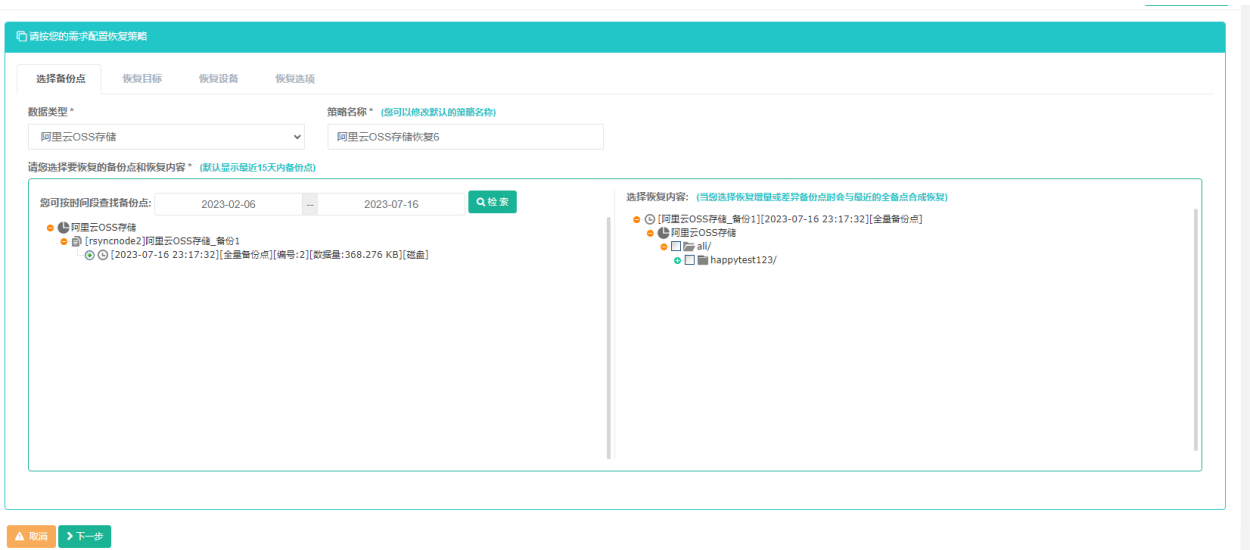 请按您的需求配置恢复策略
选择备份点 恢复目标 恢复设备 恢复选项
数据类型 * 策略名称 * (您可以修改默认的策略名称)
阿里云OSS存储 阿里云OSS存储恢复6
请您选择要恢复的备份点和恢复内容 * (默认显示最近15天内备份点)
您可按时间段查找备份点: 2023-02-06 -- 2023-07-16 检索
阿里云OSS存储
[rsyncnode2]阿里云OSS存储_备份1
[2023-07-16 23:17:32][全量备份点][编号:2][数据量:368.276 KB][磁盘]
选择恢复内容: (当您选择恢复增量或差异备份点时会与最近的全备点合成恢复)
[阿里云OSS存储_备份1][2023-07-16 23:17:32][全量备份点]
阿里云OSS存储
ali/
happytest123/
取消 下一步